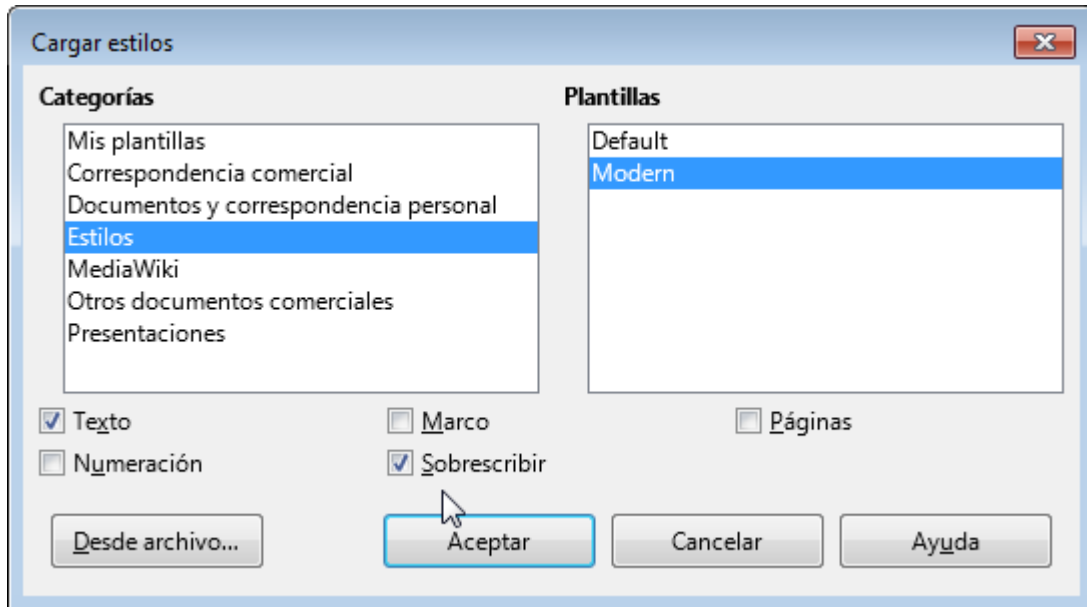 Cargar estilos
Categorías
Mis plantillas
Correspondencia comercial
Documentos y correspondencia personal
Estilos
MediaWiki
Otros documentos comerciales
Presentaciones
Plantillas
Default
Modern
Texto Marco Páginas
Numeración Sobrescribir
Desde archivo... Aceptar Cancelar Ayuda